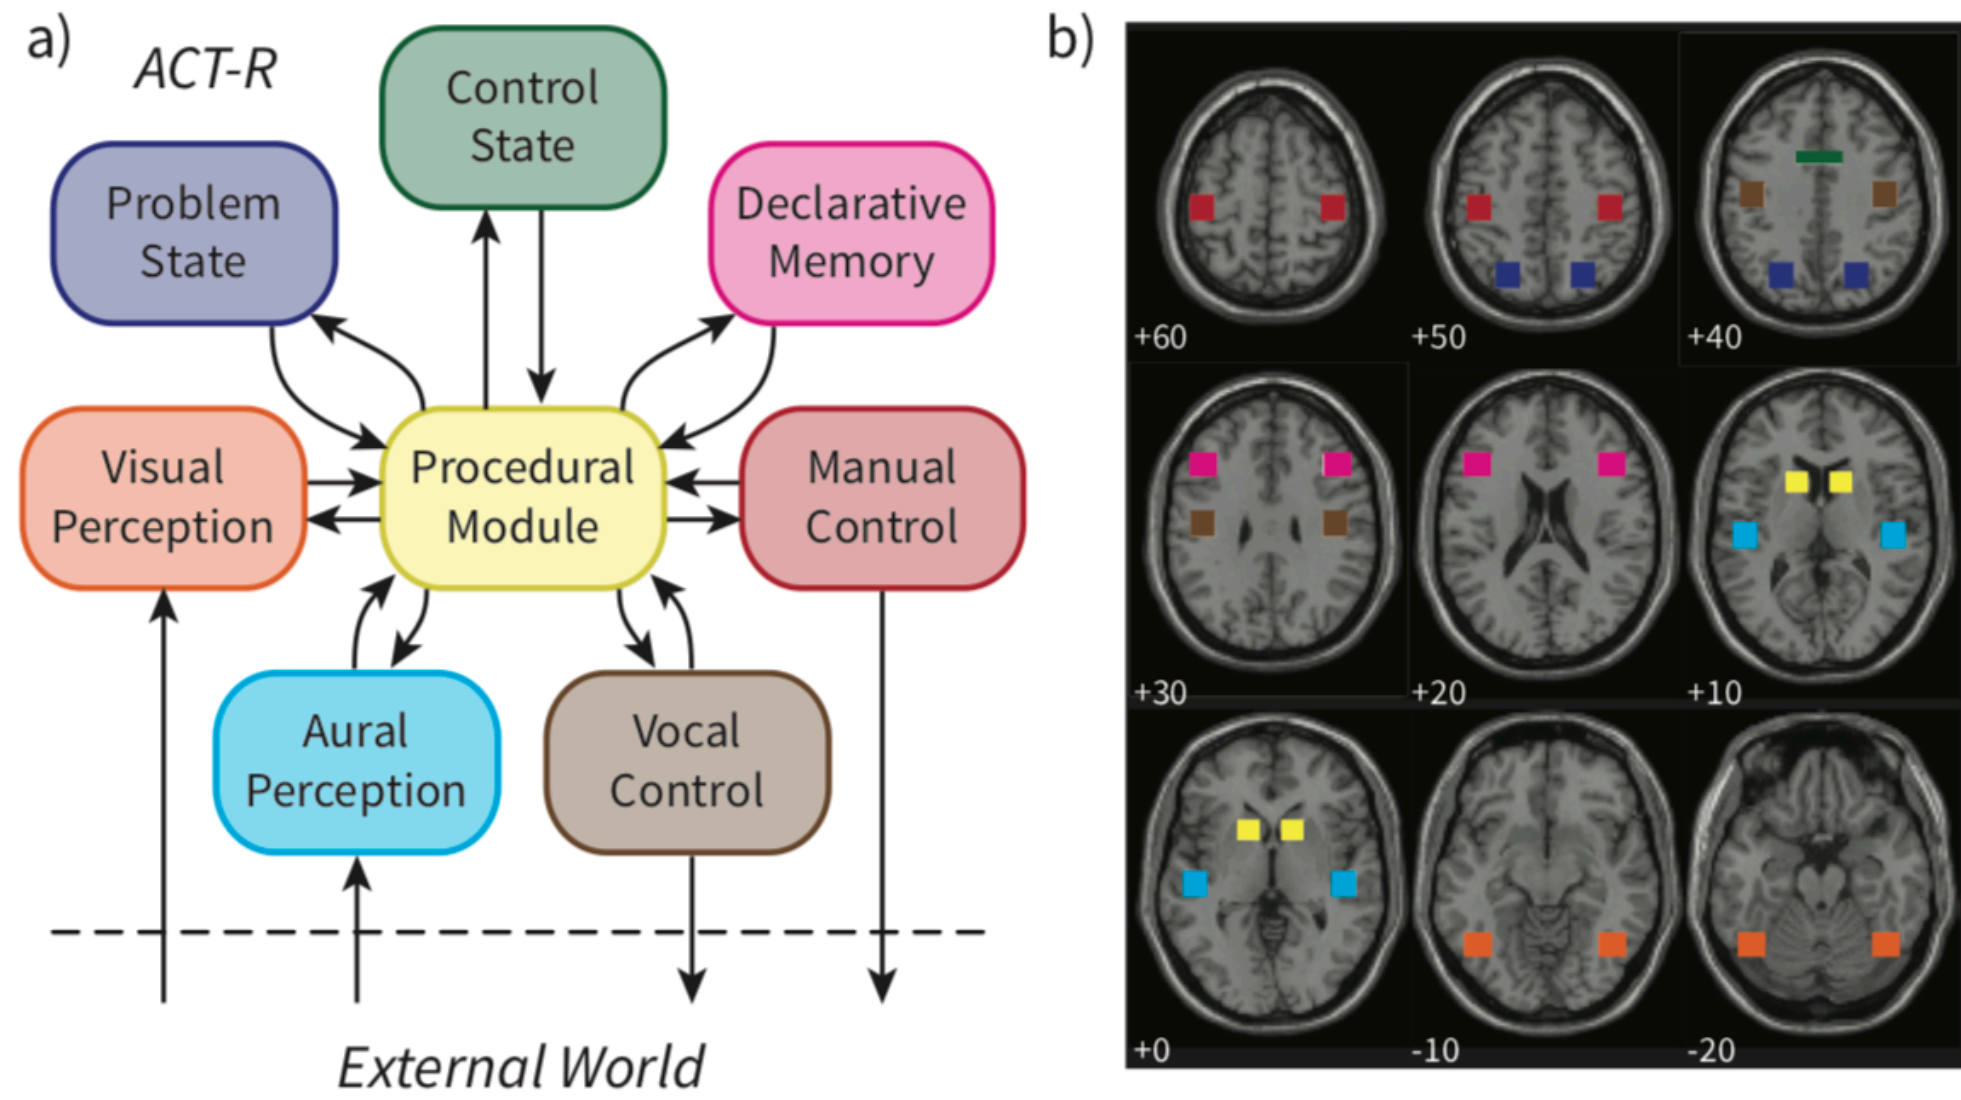 a)
ACT-R
Control
State
Problem
State
Declarative
Memory
Visual
Perception
Procedural
Module
Manual
Control
Aural
Perception
Vocal
Control
External World
b)
+60
+50
+40
+30
+20
+10
+0
-10
-20